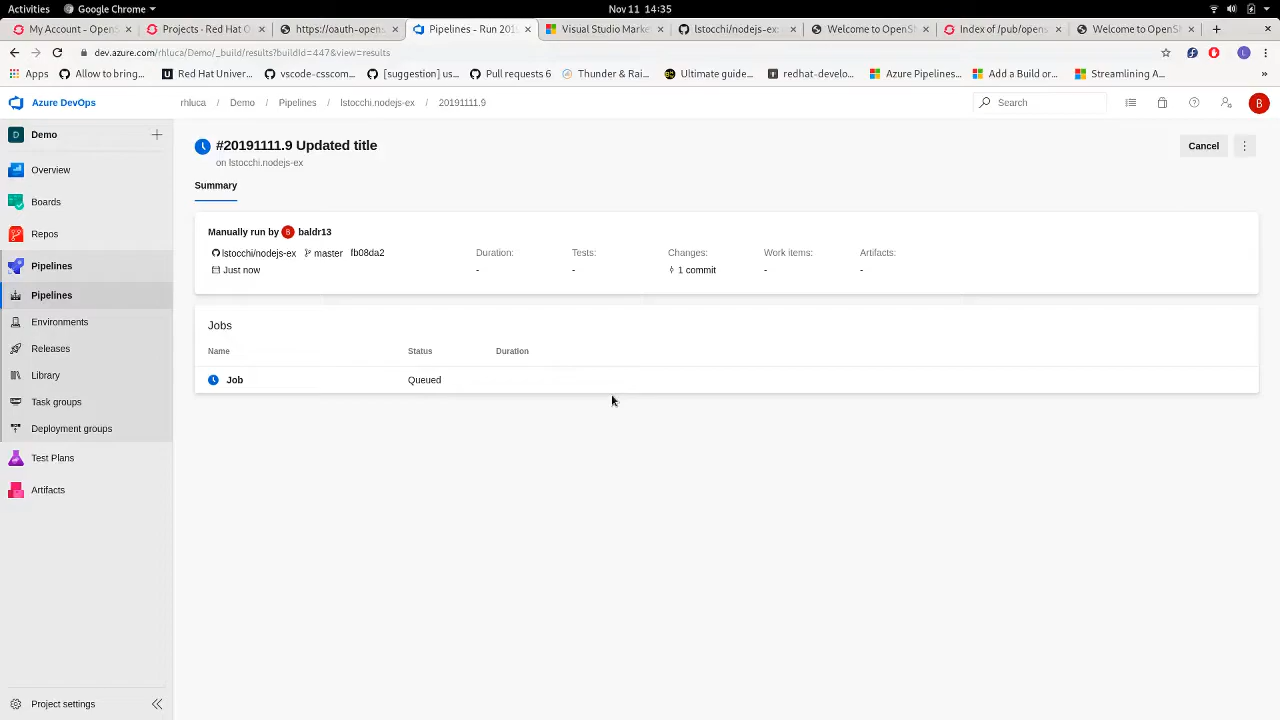 Activities Google Chrome Nov 11 14:35
My Account - OpenS Projects - Red Hat O https://oauth-opens Pipelines - Run 201 Visual Studio Marke lstocchi/nodejs-ex: Welcome to OpenSh Index of /pub/opens Welcome to OpenSh
dev.azure.com/rhluca/Demo/_build/results?buildId=447&view=results
Apps Allow to bring... Red Hat Univer... vscode-csscom... [suggestion] us... Pull requests 6 Thunder & Rai... Ultimate guide... redhat-develo... Azure Pipelines... Add a Build or... Streamlining A... »
Azure DevOps rhluca / Demo / Pipelines / lstocchi.nodejs-ex / 20191111.9 Search B
D Demo
#20191111.9 Updated title Cancel
on lstocchi.nodejs-ex
Overview
Summary
Boards
Repos
Manually run by B baldr13
lstocchi/nodejs-ex master fb08da2 Duration: Tests: Changes: Work items: Artifacts:
Just now - - 1 commit - -
Pipelines
Pipelines
Environments
Releases
Library
Task groups
Deployment groups
Test Plans
Artifacts
Jobs
Name Status Duration
Job Queued
Project settings